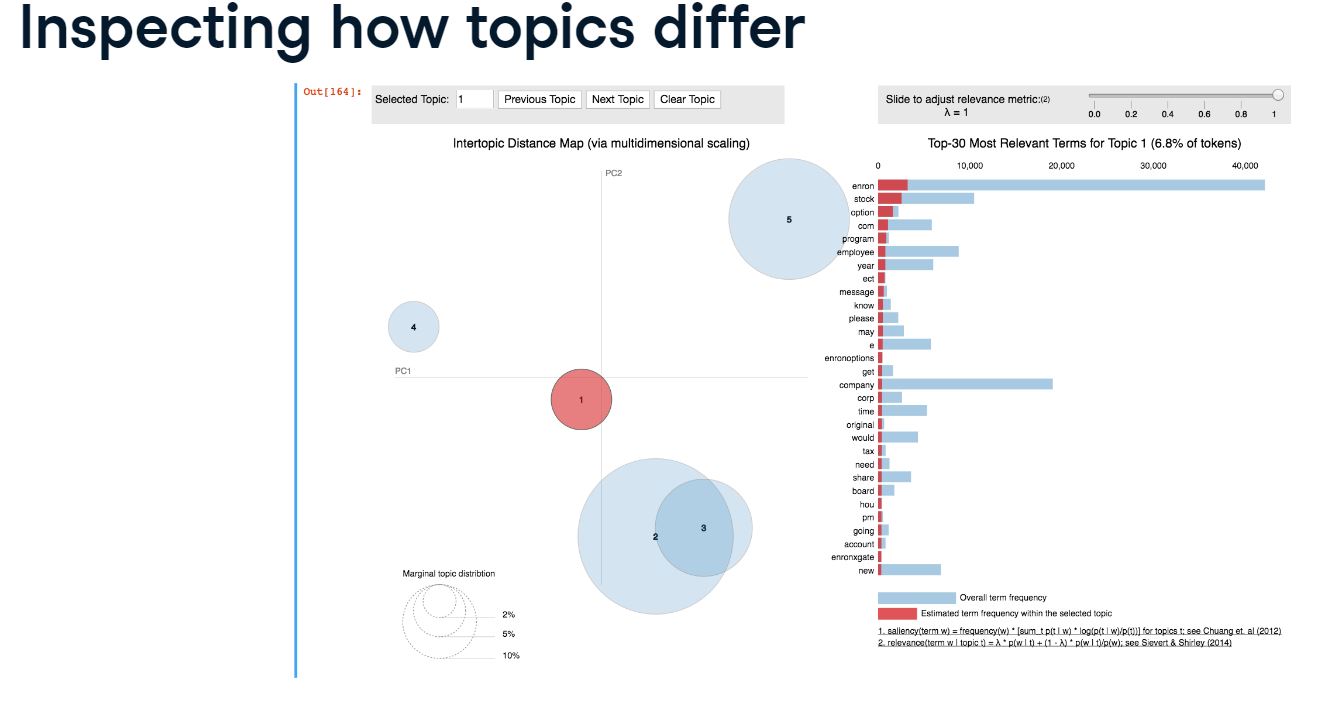 Inspecting how topics differ
Out[164]:
Selected Topic: 1 Previous Topic Next Topic Clear Topic
Slide to adjust relevance metric:(2)
λ = 1
0.0 0.2 0.4 0.6 0.8 1
Intertopic Distance Map (via multidimensional scaling)
PC2
PC1
5
4
1
2
3
Marginal topic distribtion
2%
5%
10%
Top-30 Most Relevant Terms for Topic 1 (6.8% of tokens)
0 10,000 20,000 30,000 40,000
enron
stock
option
com
program
employee
year
ect
message
know
please
may
e
enronoptions
get
company
corp
time
original
would
tax
need
share
board
hou
pm
going
account
enronxgate
new
Overall term frequency
Estimated term frequency within the selected topic
1. saliency(term w) = frequency(w) * [sum_t p(t | w) * log(p(t | w)/p(t))] for topics t; see Chuang et. al (2012)
2. relevance(term w | topic t) = λ * p(w | t) + (1 - λ) * p(w | t)/p(w); see Sievert & Shirley (2014)